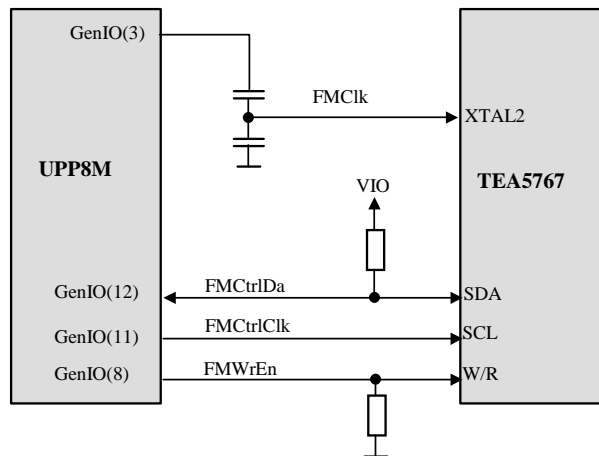 GenIO(3)
FMClk
XTAL2
UPP8M
TEA5767
VIO
GenIO(12)
FMCtrlDa
SDA
GenIO(11)
FMCtrlClk
SCL
GenIO(8)
FMWrEn
W/R